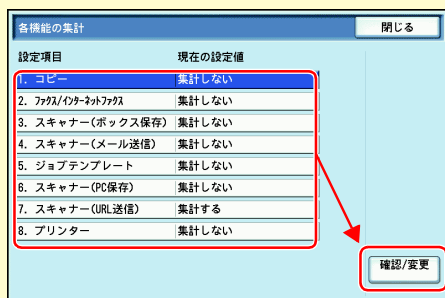 各機能の集計
閉じる
設定項目 現在の設定値
1. コピー 集計しない
2. ファクス/インターネットファクス 集計しない
3. スキャナー(ボックス保存) 集計しない
4. スキャナー(メール送信) 集計しない
5. ジョブテンプレート 集計しない
6. スキャナー(PC保存) 集計しない
7. スキャナー(URL送信) 集計する
8. プリンター 集計しない
確認/変更